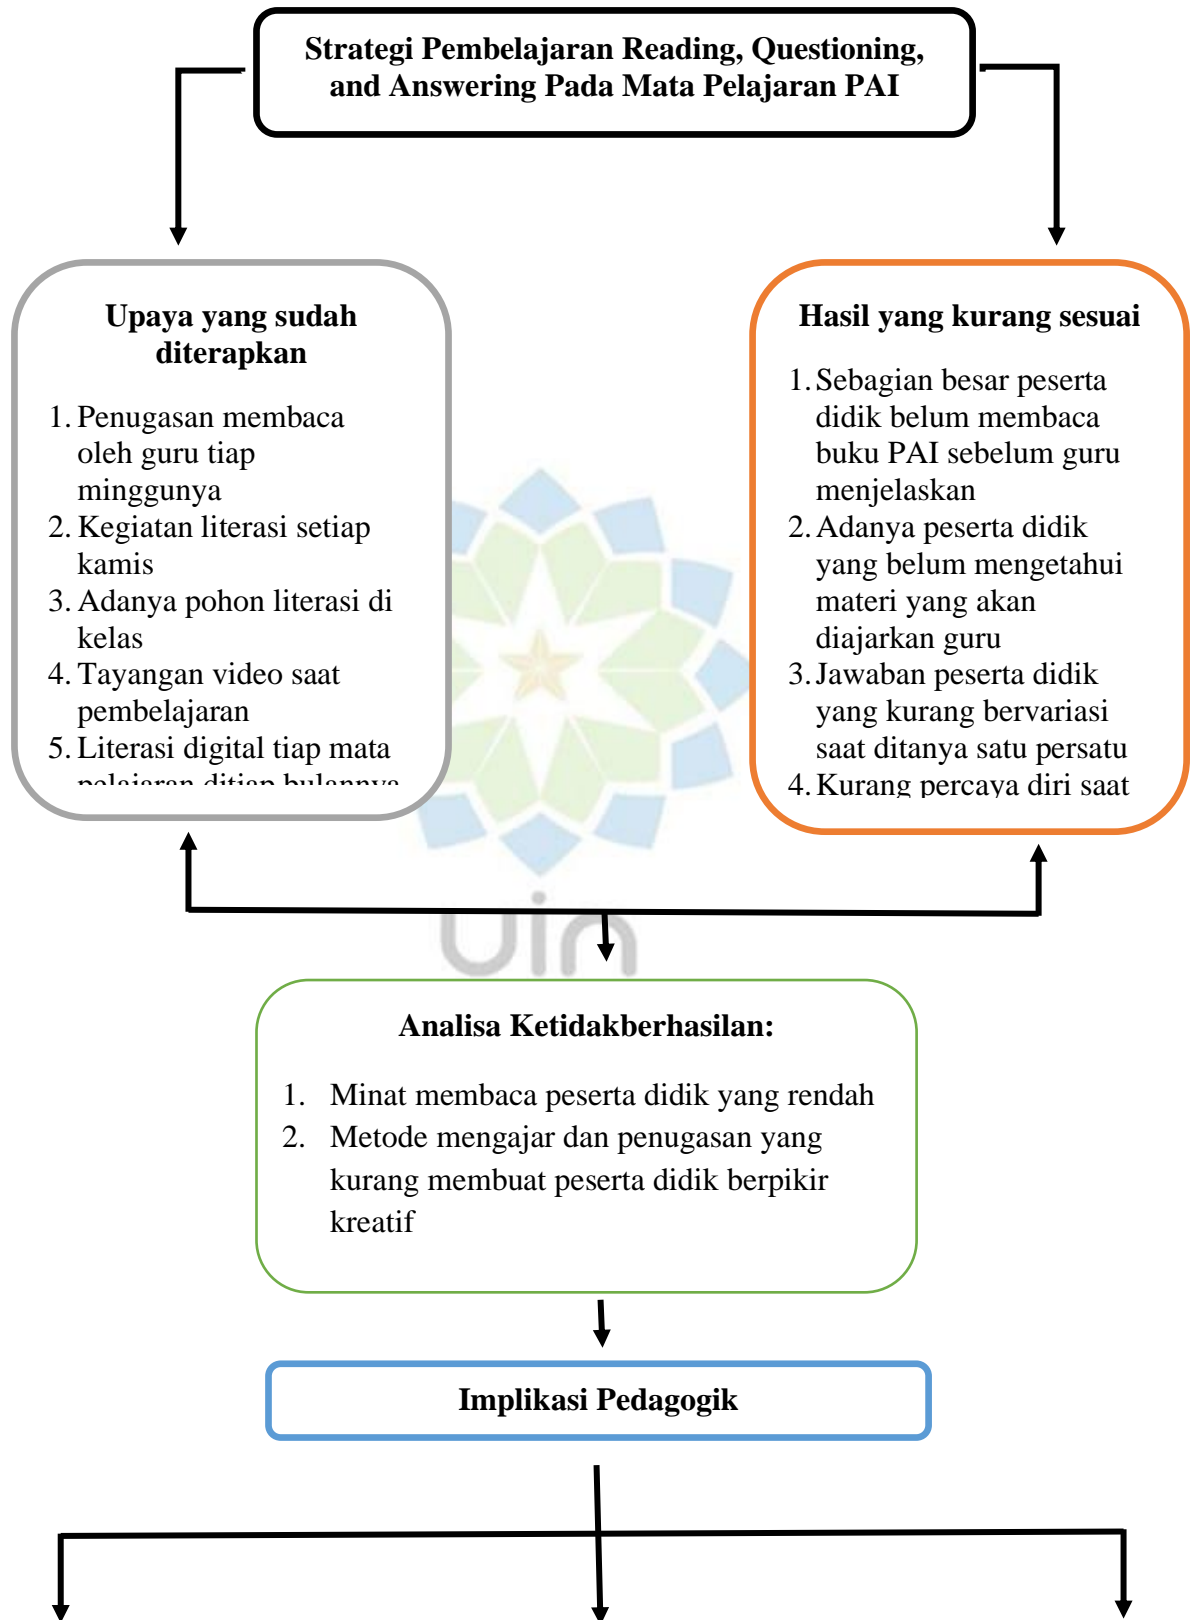 Strategi Pembelajaran Reading, Questioning,
and Answering Pada Mata Pelajaran PAI
Upaya yang sudah
diterapkan
1. Penugasan membaca
oleh guru tiap
minggunya
2. Kegiatan literasi setiap
kamis
3. Adanya pohon literasi di
kelas
4. Tayangan video saat
pembelajaran
5. Literasi digital tiap mata
pelajaran ditiap bulannya
Hasil yang kurang sesuai
1. Sebagian besar peserta
didik belum membaca
buku PAI sebelum guru
menjelaskan
2. Adanya peserta didik
yang belum mengetahui
materi yang akan
diajarkan guru
3. Jawaban peserta didik
yang kurang bervariasi
saat ditanya satu persatu
4. Kurang percaya diri saat
uin
Analisa Ketidakberhasilan:
1. Minat membaca peserta didik yang rendah
2. Metode mengajar dan penugasan yang
kurang membuat peserta didik berpikir
kreatif
Implikasi Pedagogik